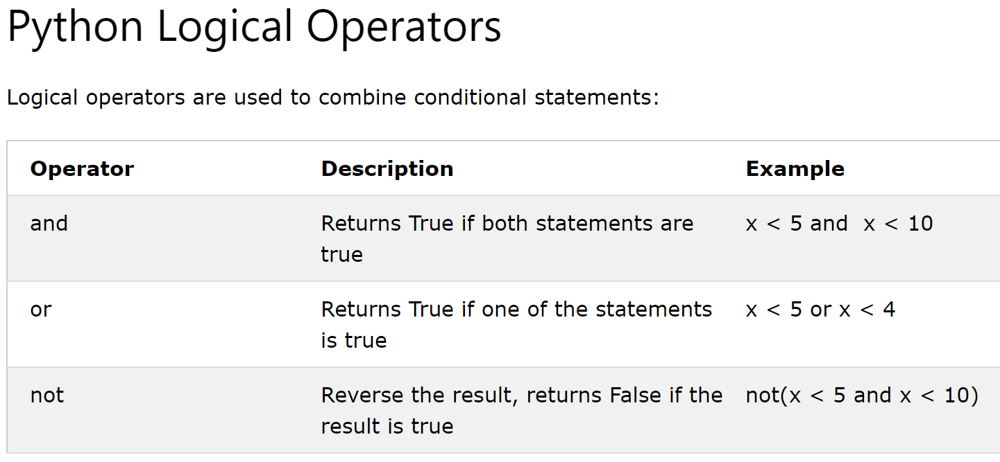 Python Logical Operators
Logical operators are used to combine conditional statements:
Operator Description Example
and Returns True if both statements are x < 5 and  x < 10
true
or Returns True if one of the statements x < 5 or x < 4
is true
not Reverse the result, returns False if the not(x < 5 and x < 10)
result is true